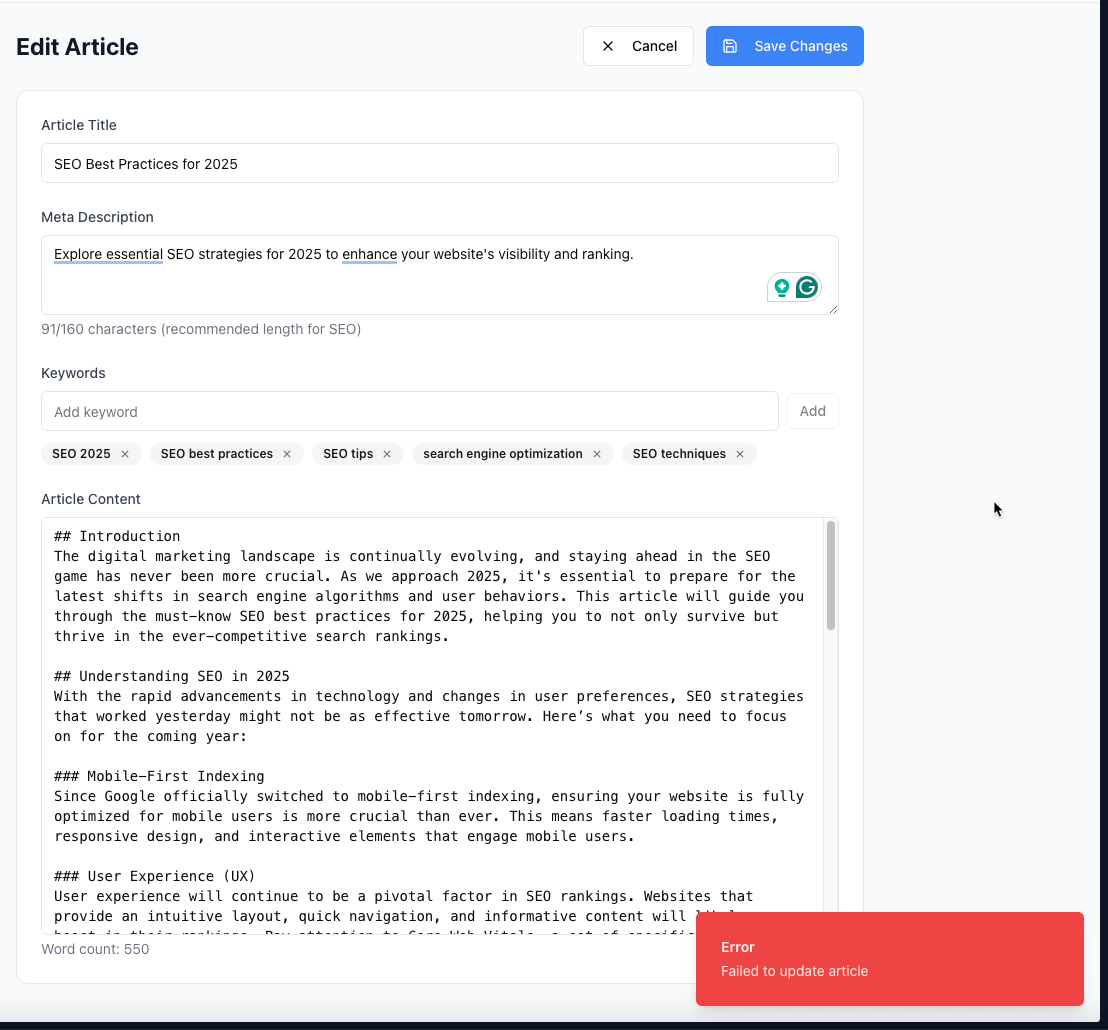 Edit Article
Cancel
Save Changes
Article Title
SEO Best Practices for 2025
Meta Description
Explore essential SEO strategies for 2025 to enhance your website's visibility and ranking.
91/160 characters (recommended length for SEO)
Keywords
Add keyword
Add
SEO 2025 ×
SEO best practices ×
SEO tips ×
search engine optimization ×
SEO techniques ×
Article Content
## Introduction
The digital marketing landscape is continually evolving, and staying ahead in the SEO
game has never been more crucial. As we approach 2025, it's essential to prepare for the
latest shifts in search engine algorithms and user behaviors. This article will guide you
through the must-know SEO best practices for 2025, helping you to not only survive but
thrive in the ever-competitive search rankings.
## Understanding SEO in 2025
With the rapid advancements in technology and changes in user preferences, SEO strategies
that worked yesterday might not be as effective tomorrow. Here’s what you need to focus
on for the coming year:
### Mobile-First Indexing
Since Google officially switched to mobile-first indexing, ensuring your website is fully
optimized for mobile users is more crucial than ever. This means faster loading times,
responsive design, and interactive elements that engage mobile users.
### User Experience (UX)
User experience will continue to be a pivotal factor in SEO rankings. Websites that
provide an intuitive layout, quick navigation, and informative content will
Word count: 550
Error
Failed to update article